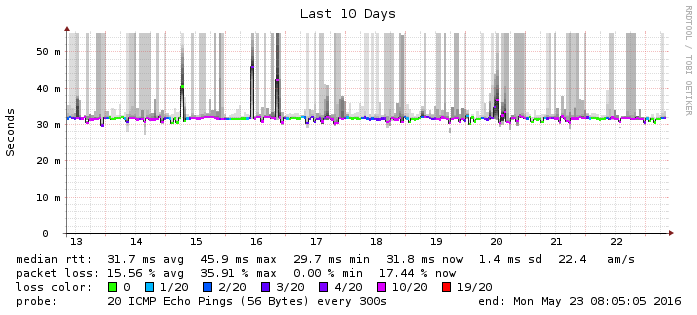 Last 10 Days
RRDTOOL / TOBI OETIKER
Seconds
50 m
40 m
30 m
20 m
10 m
0
13 14 15 16 17 18 19 20 21 22
median rtt: 31.7 ms avg 45.9 ms max 29.7 ms min 31.8 ms now 1.4 ms sd 22.4 am/s
packet loss: 15.56 % avg 35.91 % max 0.00 % min 17.44 % now
loss color: 0 1/20 2/20 3/20 4/20 10/20 19/20
probe: 20 ICMP Echo Pings (56 Bytes) every 300s end: Mon May 23 08:05:05 2016